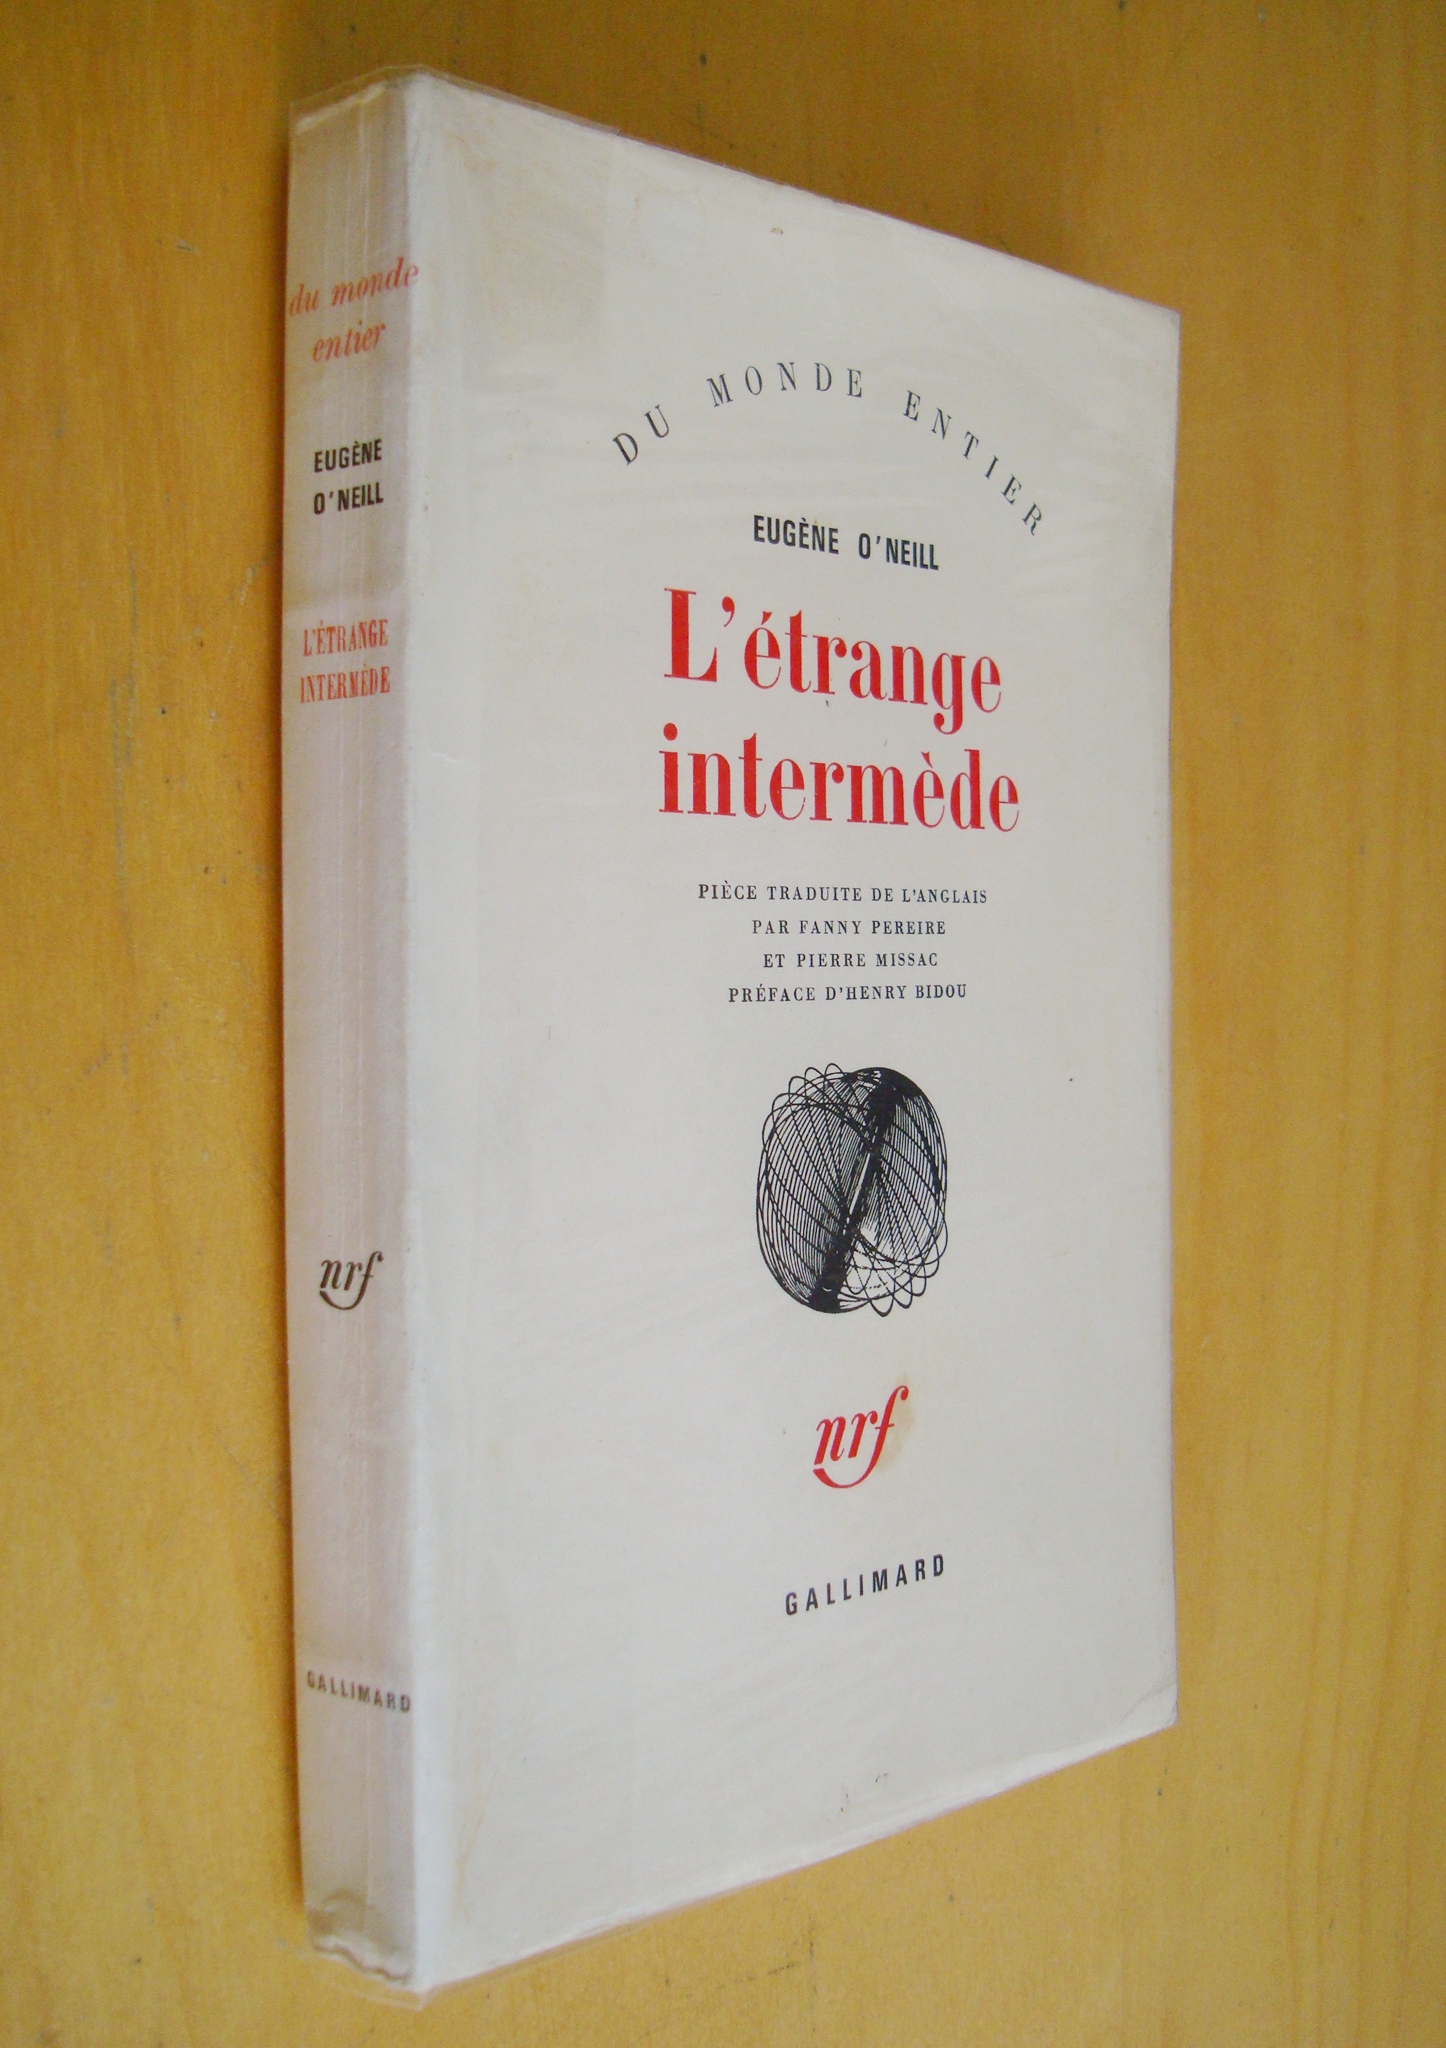 du monde
entier
EUGÈNE
O'NEILL
L'ÉTRANGE
INTERMÈDE
nrf
GALLIMARD
DU MONDE ENTIER
EUGÈNE O'NEILL
L'étrange
intermède
PIÈCE TRADUITE DE L'ANGLAIS
PAR FANNY PEREIRE
ET PIERRE MISSAC
PRÉFACE D'HENRY BIDOU
nrf
GALLIMARD